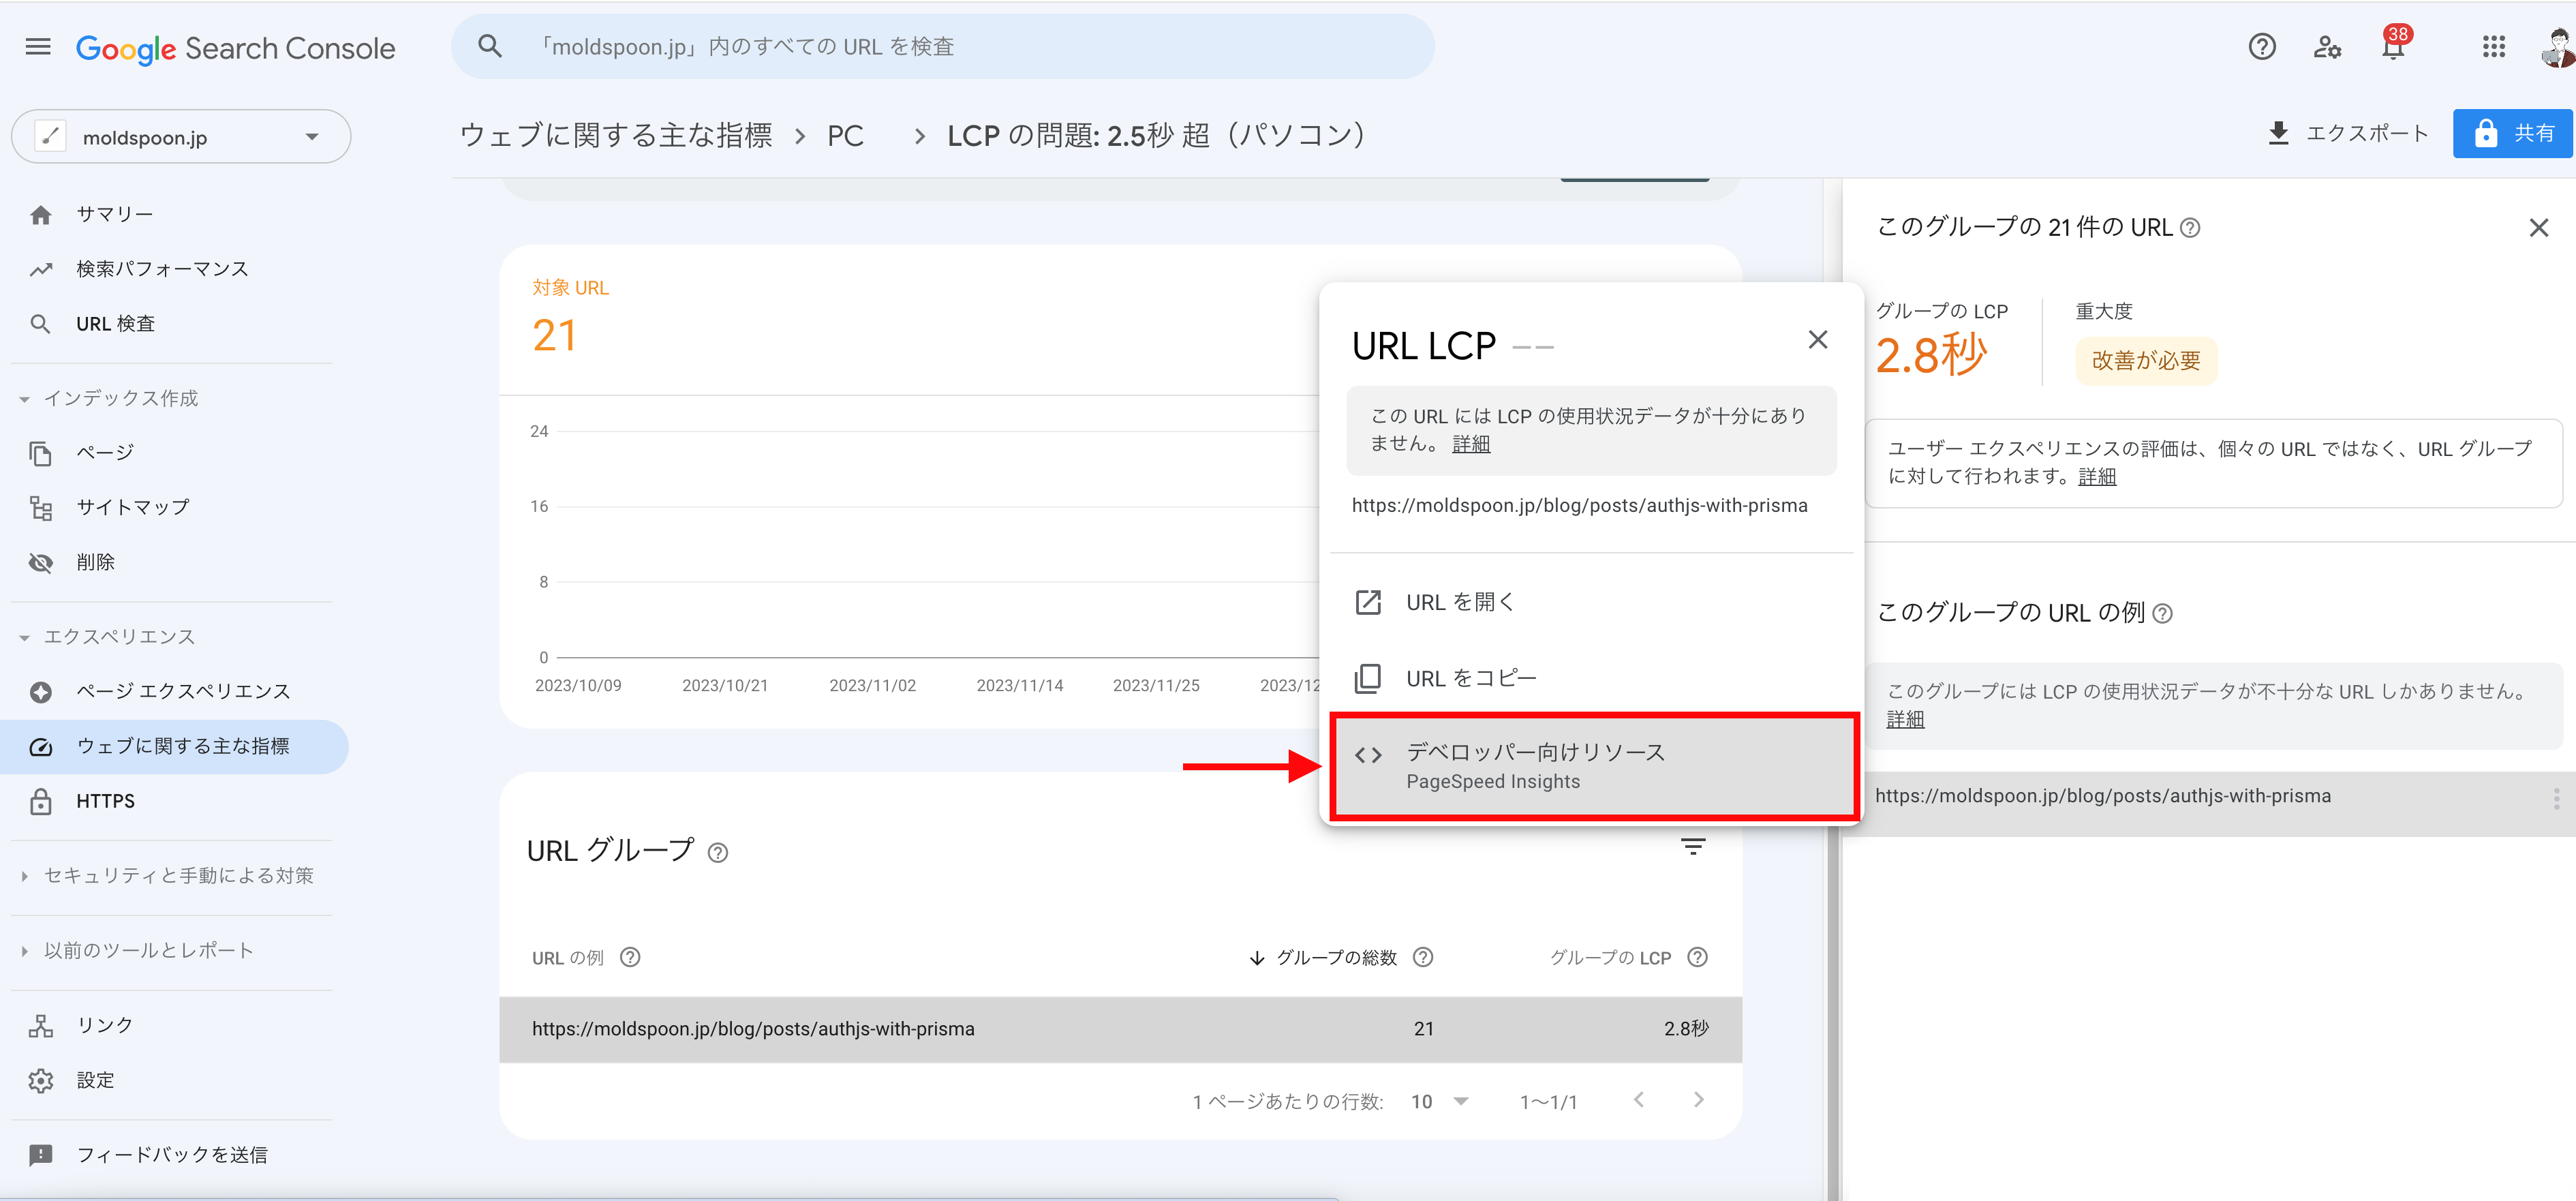 Google Search Console
「moldspoon.jp」内のすべての URL を検査
38
moldspoon.jp
ウェブに関する主な指標 > PC > LCP の問題: 2.5秒 超（パソコン）
エクスポート
共有
サマリー
検索パフォーマンス
URL 検査
インデックス作成
ページ
サイトマップ
削除
エクスペリエンス
ページ エクスペリエンス
ウェブに関する主な指標
HTTPS
セキュリティと手動による対策
以前のツールとレポート
リンク
設定
フィードバックを送信
対象 URL
21
24
16
8
0
2023/10/09 2023/10/21 2023/11/02 2023/11/14 2023/11/25 2023/12
URL グループ
URL の例 グループの総数 グループの LCP
https://moldspoon.jp/blog/posts/authjs-with-prisma 21 2.8秒
1 ページあたりの行数: 10 1〜1/1
URL LCP −−
この URL には LCP の使用状況データが十分にあり
ません。 詳細
https://moldspoon.jp/blog/posts/authjs-with-prisma
URL を開く
URL をコピー
デベロッパー向けリソース
PageSpeed Insights
このグループの 21 件の URL
グループの LCP
2.8秒
重大度
改善が必要
ユーザー エクスペリエンスの評価は、個々の URL ではなく、URL グループ
に対して行われます。詳細
このグループの URL の例
このグループには LCP の使用状況データが不十分な URL しかありません。
詳細
https://moldspoon.jp/blog/posts/authjs-with-prisma